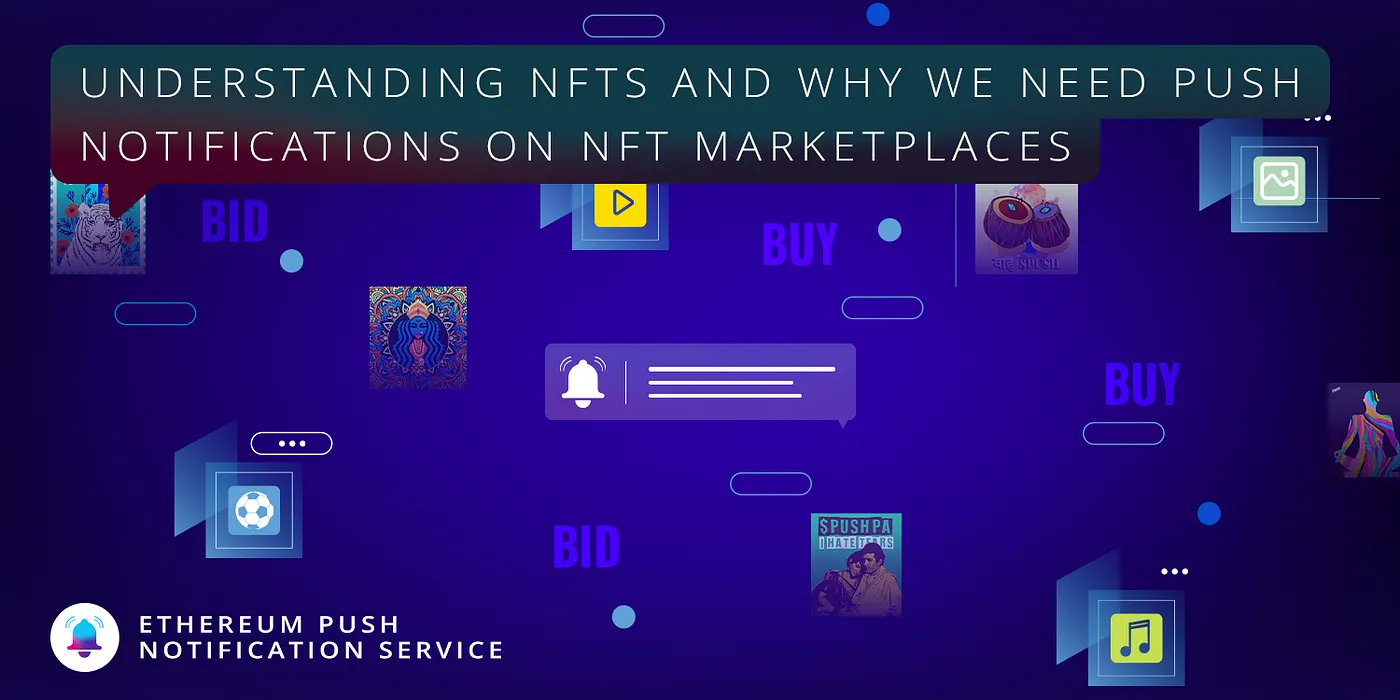 UNDERSTANDING NFTS AND WHY WE NEED PUSH
NOTIFICATIONS ON NFT MARKETPLACES
BID
BUY
वाह $PUSH
BUY
BID
$PUSHPA
I HATE TEARS
ETHEREUM PUSH
NOTIFICATION SERVICE